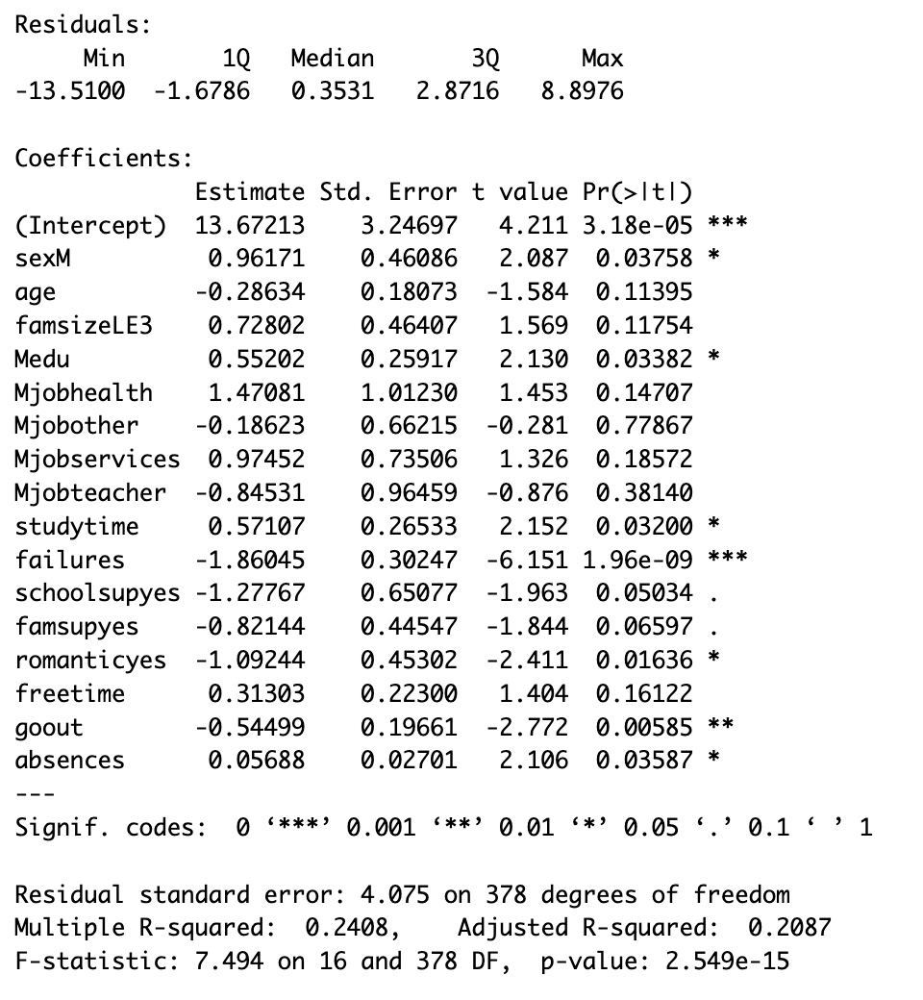 Residuals:
     Min       1Q   Median       3Q      Max
-13.5100  -1.6786   0.3531   2.8716   8.8976
Coefficients:
             Estimate Std. Error t value Pr(>|t|)
(Intercept)  13.67213    3.24697   4.211 3.18e-05 ***
sexM          0.96171    0.46086   2.087  0.03758 *
age          -0.28634    0.18073  -1.584  0.11395
famsizeLE3    0.72802    0.46407   1.569  0.11754
Medu          0.55202    0.25917   2.130  0.03382 *
Mjobhealth    1.47081    1.01230   1.453  0.14707
Mjobother    -0.18623    0.66215  -0.281  0.77867
Mjobservices  0.97452    0.73506   1.326  0.18572
Mjobteacher  -0.84531    0.96459  -0.876  0.38140
studytime     0.57107    0.26533   2.152  0.03200 *
failures     -1.86045    0.30247  -6.151 1.96e-09 ***
schoolsupyes -1.27767    0.65077  -1.963  0.05034 .
famsupyes    -0.82144    0.44547  -1.844  0.06597 .
romanticyes  -1.09244    0.45302  -2.411  0.01636 *
freetime      0.31303    0.22300   1.404  0.16122
goout        -0.54499    0.19661  -2.772  0.00585 **
absences      0.05688    0.02701   2.106  0.03587 *
---
Signif. codes:  0 ‘***’ 0.001 ‘**’ 0.01 ‘*’ 0.05 ‘.’ 0.1 ‘ ’ 1
Residual standard error: 4.075 on 378 degrees of freedom
Multiple R-squared:  0.2408,    Adjusted R-squared:  0.2087
F-statistic: 7.494 on 16 and 378 DF,  p-value: 2.549e-15